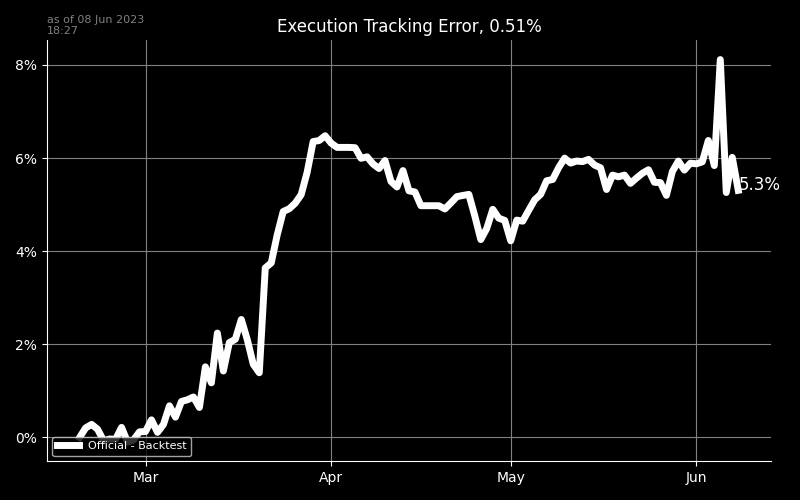 as of 08 Jun 2023
18:27
Execution Tracking Error, 0.51%
8%
6%
5.3%
4%
2%
0%
Official - Backtest
Mar
Apr
May
Jun